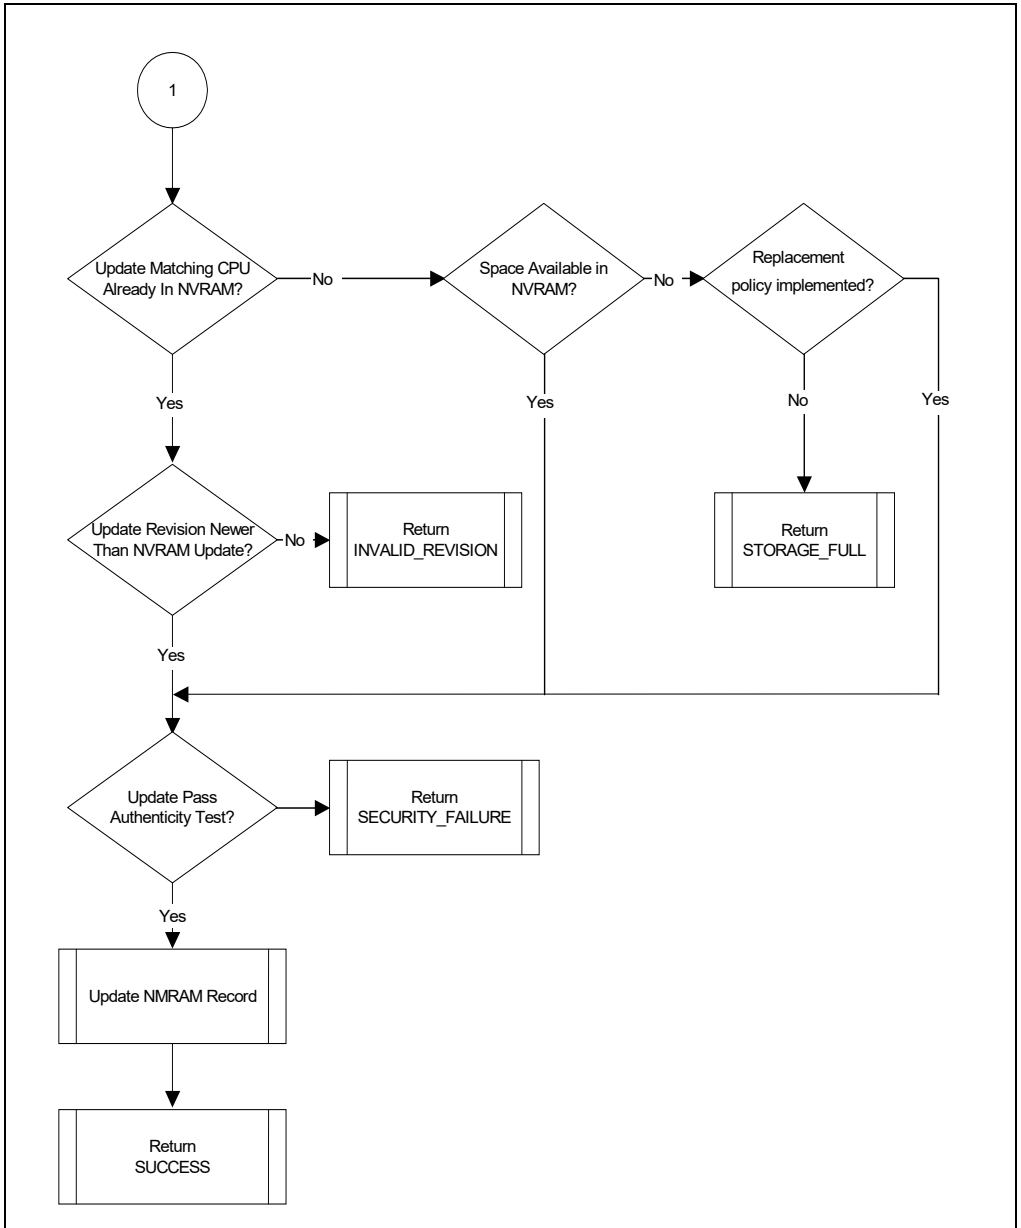 1
Update Matching CPU
Already In NVRAM?
No
Space Available in
NVRAM?
No
Replacement
policy implemented?
Yes
Yes
No
Yes
Update Revision Newer
Than NVRAM Update?
No
Return
INVALID_REVISION
Return
STORAGE_FULL
Yes
Update Pass
Authenticity Test?
Return
SECURITY_FAILURE
Yes
Update NMRAM Record
Return
SUCCESS